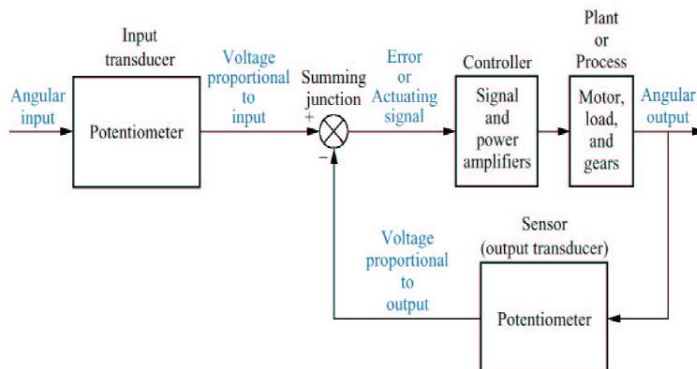 Input
transducer
Angular
input
Potentiometer
Voltage
proportional
to
input
Summing
junction
+
−
Error
or
Actuating
signal
Controller
Signal
and
power
amplifiers
Plant
or
Process
Motor,
load,
and
gears
Angular
output
Sensor
(output transducer)
Potentiometer
Voltage
proportional
to
output